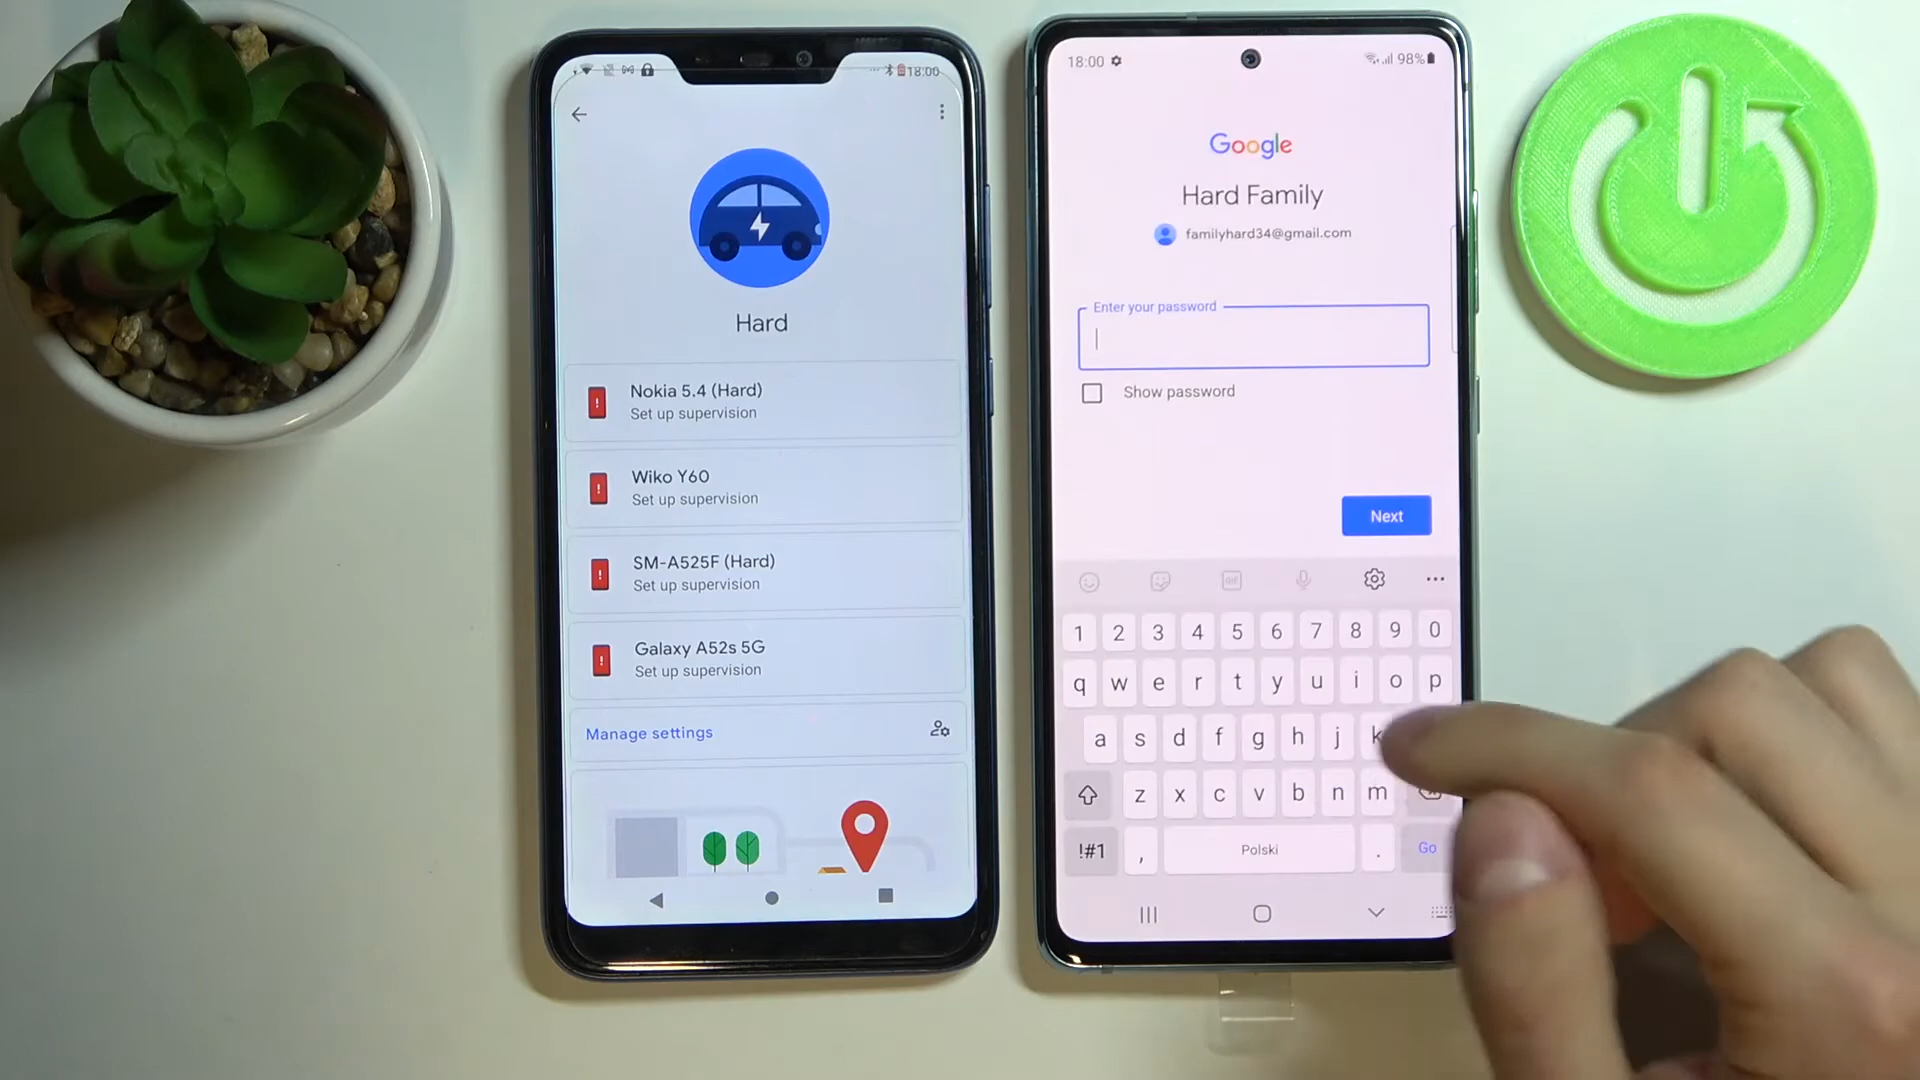 18:00
Hard
Nokia 5.4 (Hard)
Set up supervision
Wiko Y60
Set up supervision
SM-A525F (Hard)
Set up supervision
Galaxy A52s 5G
Set up supervision
Manage settings
18:00
98%
Google
Hard Family
familyhard34@gmail.com
Enter your password
Show password
Next
GIF
1 2 3 4 5 6 7 8 9 0
q w e r t y u i o p
a s d f g h j k
z x c v b n m
!#1 , Polski . Go